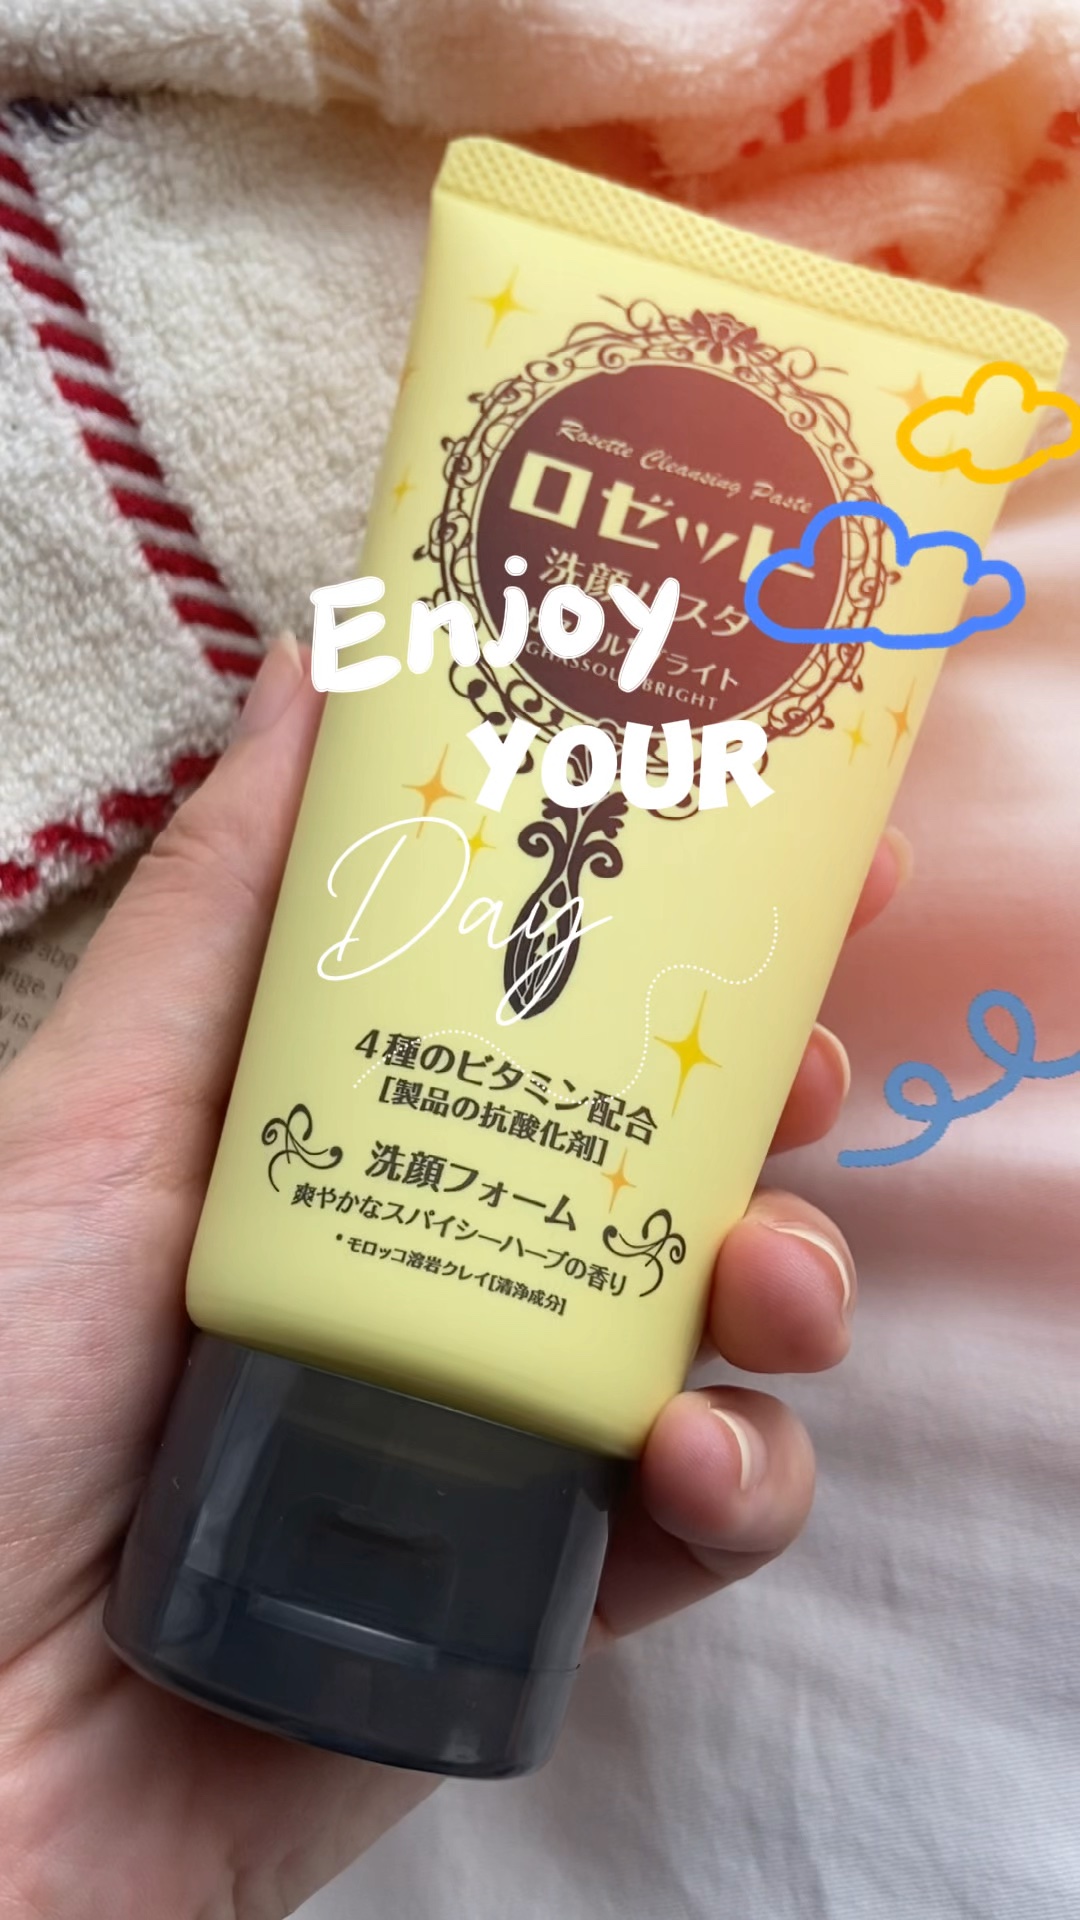 Rosette Cleansing Paste
ロゼット
洗顔
スタ
ライト
BRIGHT
Enjoy
YOUR
Day
4種のビタミン配合
[製品の抗酸化剤]
洗顔フォーム
爽やかなスパイシーハーブの香り
・モロッコ溶岩クレイ[清浄成分]